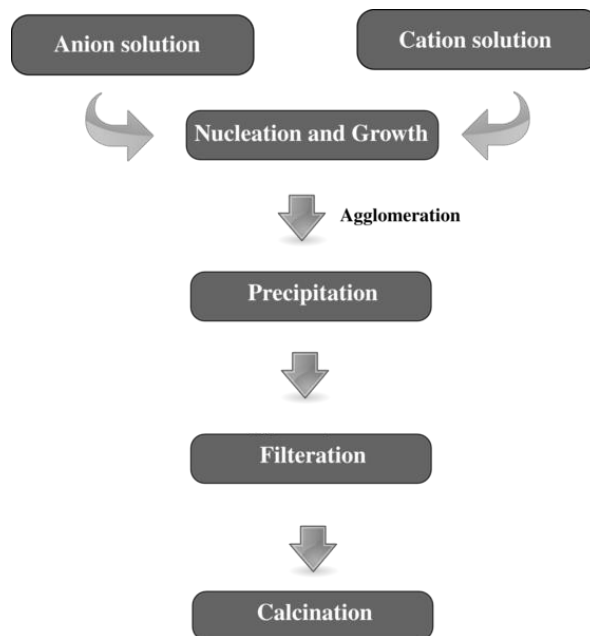 Anion solution
Cation solution
Nucleation and Growth
Agglomeration
Precipitation
Filteration
Calcination